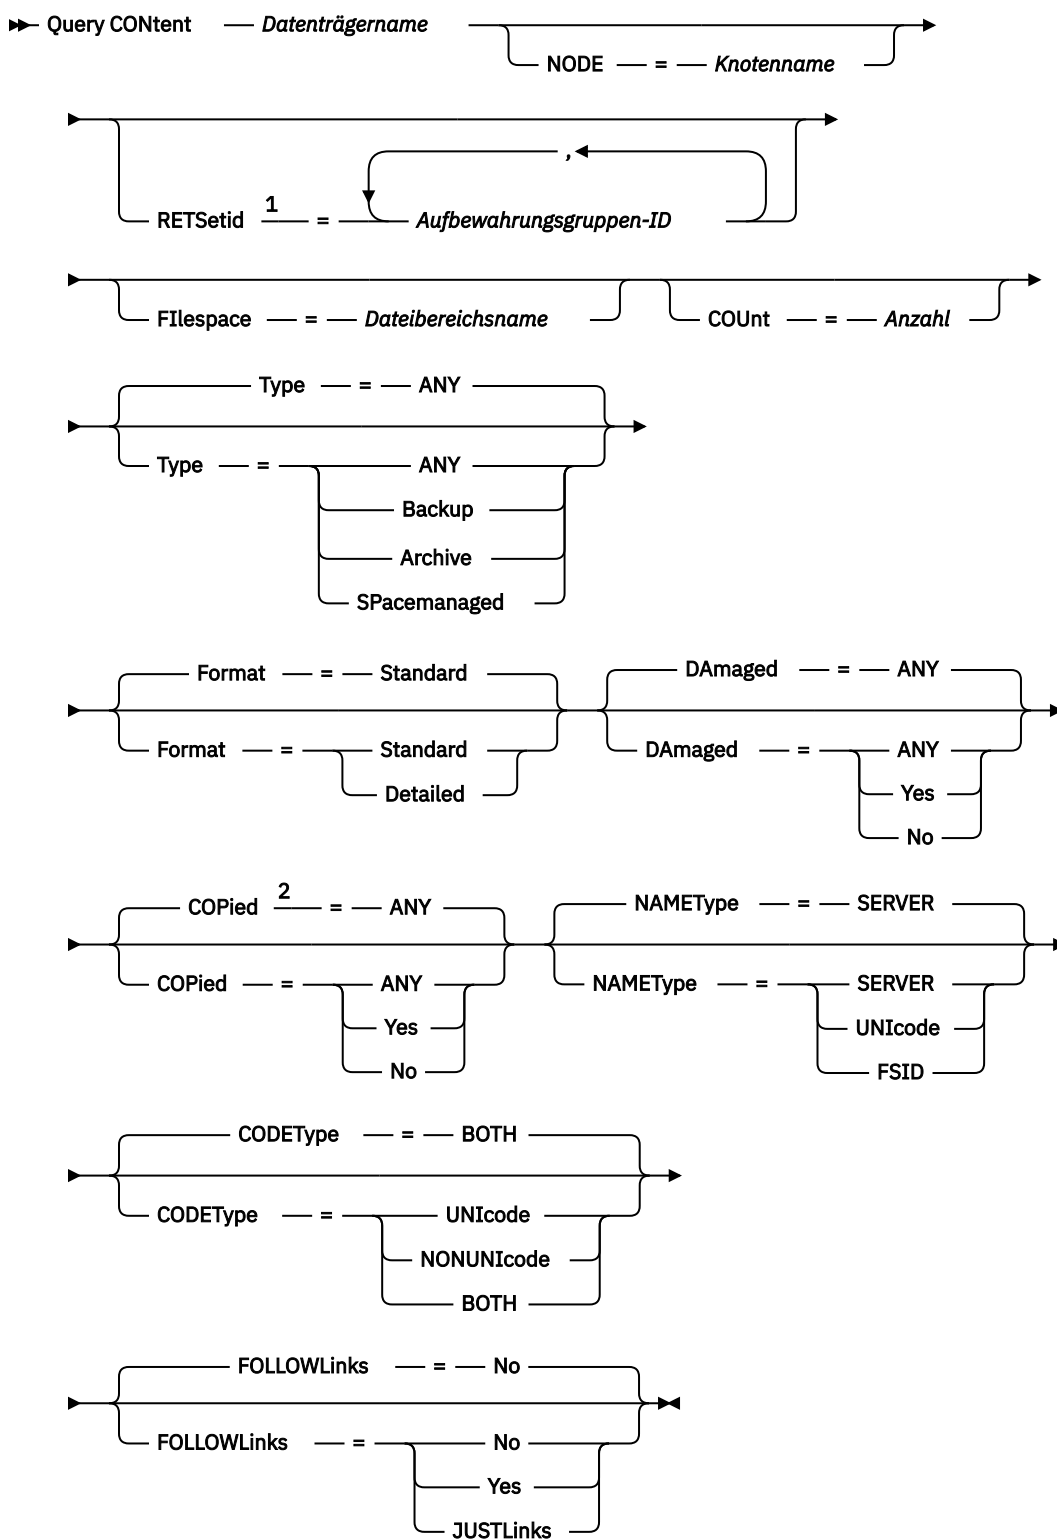 Query CONtent Datenträgername
NODE = Knotenname
,
RETSetid 1 = Aufbewahrungsgruppen-ID
FIlespace = Dateibereichsname COUnt = Anzahl
Type = ANY
Type = ANY
Backup
Archive
SPacemanaged
Format = Standard DAmaged = ANY
Format = Standard DAmaged = ANY
Detailed Yes
No
COPied 2 = ANY NAMEType = SERVER
COPied = ANY NAMEType = SERVER
Yes UNIcode
No FSID
CODEType = BOTH
CODEType = UNIcode
NONUNIcode
BOTH
FOLLOWLinks = No
FOLLOWLinks = No
Yes
JUSTLinks